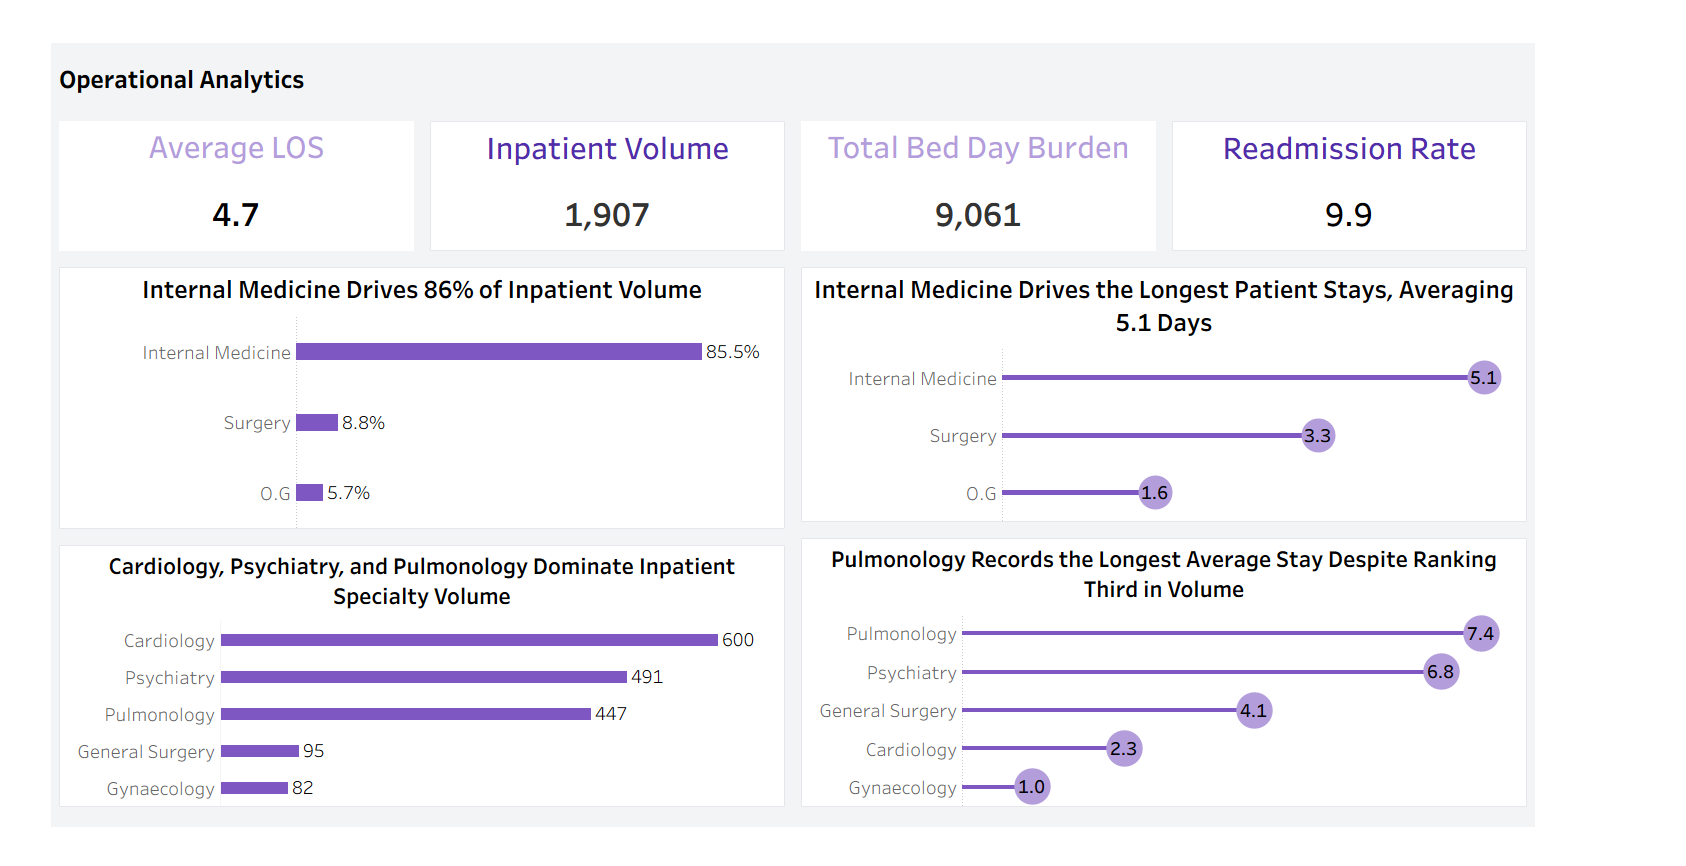 Operational Analytics
Average LOS
4.7
Inpatient Volume
1,907
Total Bed Day Burden
9,061
Readmission Rate
9.9
Internal Medicine Drives 86% of Inpatient Volume
Internal Medicine 85.5%
Surgery 8.8%
O.G 5.7%
Internal Medicine Drives the Longest Patient Stays, Averaging
5.1 Days
Internal Medicine 5.1
Surgery 3.3
O.G 1.6
Cardiology, Psychiatry, and Pulmonology Dominate Inpatient
Specialty Volume
Cardiology 600
Psychiatry 491
Pulmonology 447
General Surgery 95
Gynaecology 82
Pulmonology Records the Longest Average Stay Despite Ranking
Third in Volume
Pulmonology 7.4
Psychiatry 6.8
General Surgery 4.1
Cardiology 2.3
Gynaecology 1.0